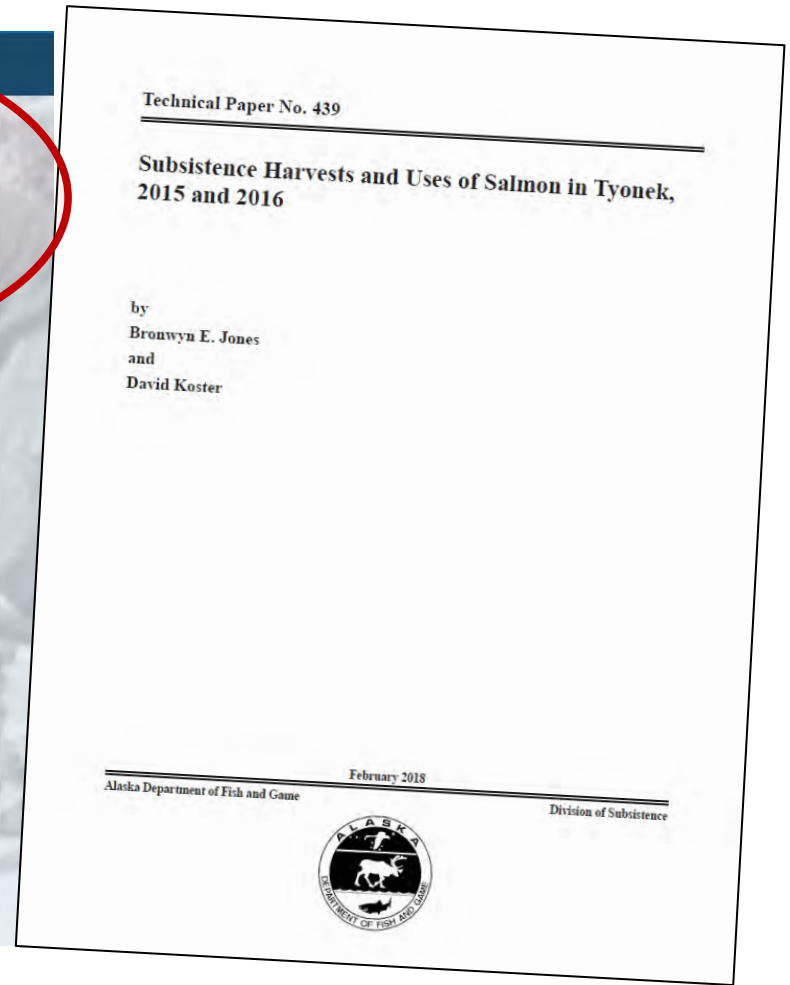 Technical Paper No. 439
Subsistence Harvests and Uses of Salmon in Tyonek,
2015 and 2016
by
Bronwyn E. Jones
and
David Koster
February 2018
Alaska Department of Fish and Game
Division of Subsistence
ALASKA
DEPARTMENT OF FISH AND GAME